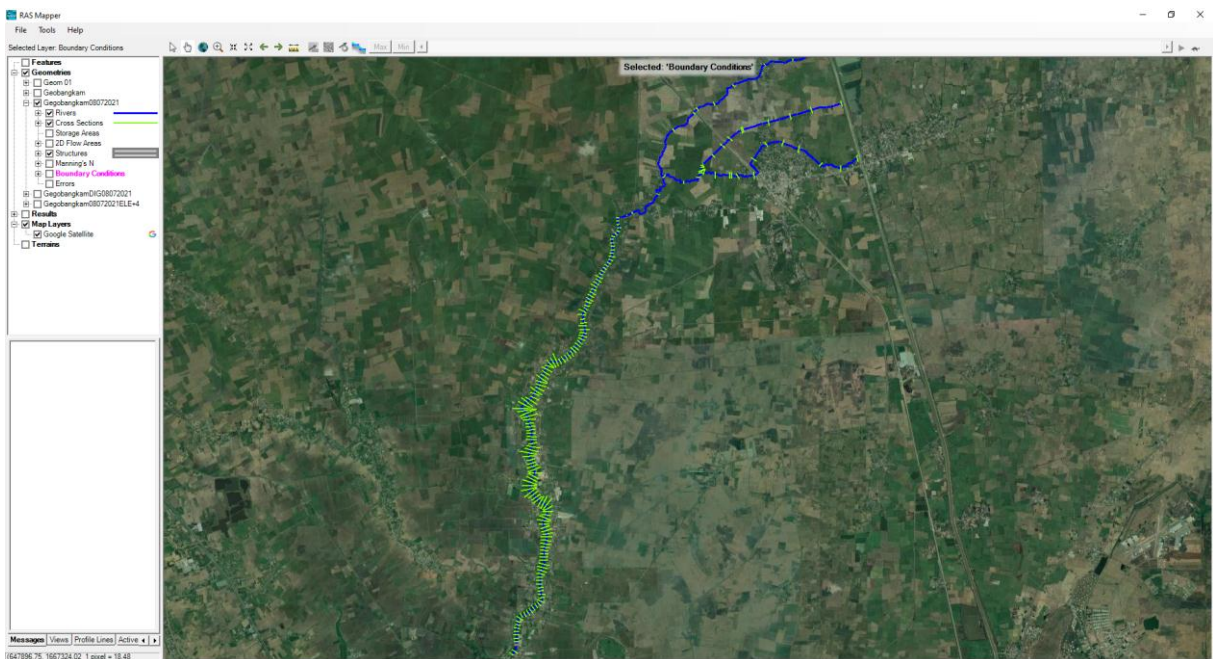 RAS Mapper
File Tools Help
Selected Layer: Boundary Conditions
Max Min
Selected: 'Boundary Conditions'
Features
Geometries
Geom 01
Geobangkam
Gegobangkam08072021
Rivers
Cross Sections
Storage Areas
2D Flow Areas
Structures
Manning's N
Boundary Conditions
Errors
GegobangkamDIG08072021
Gegobangkam08072021ELE+4
Results
Map Layers
Google Satellite
Terrains
Messages Views Profile Lines Active
(647896.75, 1667324.02 1 pixel = 18.48